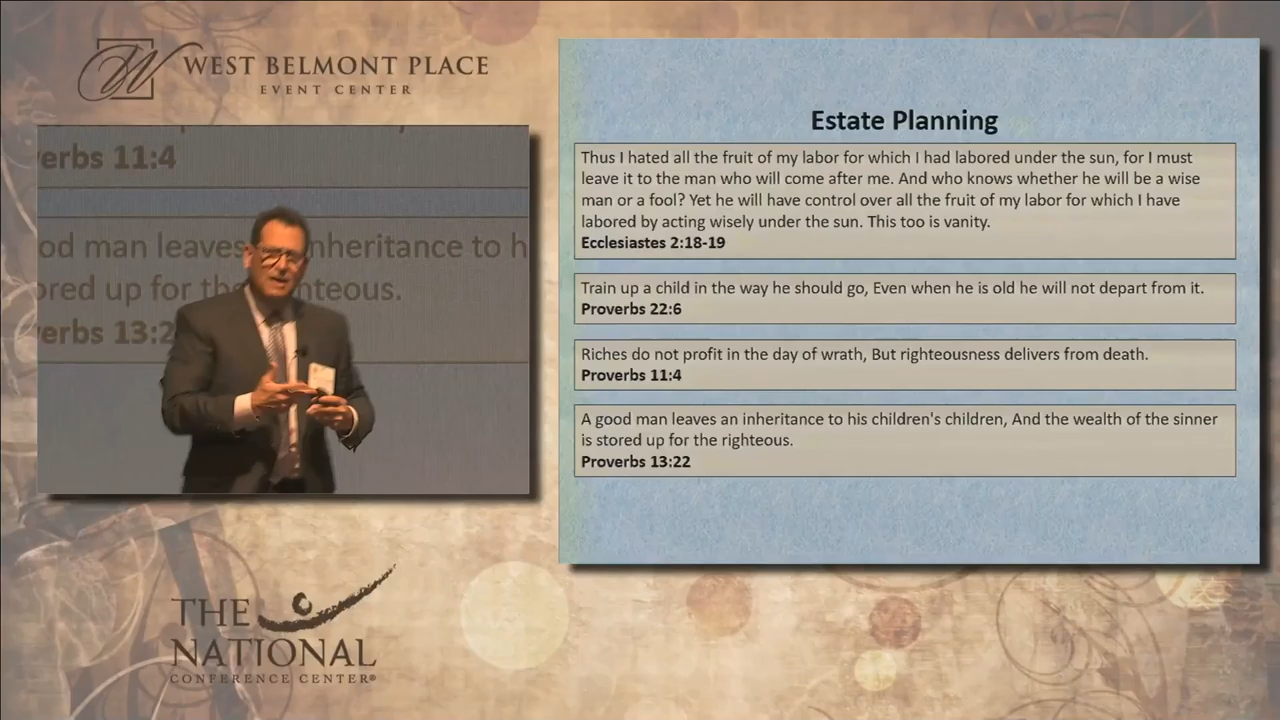 WEST BELMONT PLACE
EVENT CENTER
erbs 11:4
od man leaves inheritance to h
ored up for the nteous.
erbs 13:2
THE
NATIONAL
CONFERENCE CENTER®
Estate Planning
Thus I hated all the fruit of my labor for which I had labored under the sun, for I must
leave it to the man who will come after me. And who knows whether he will be a wise
man or a fool? Yet he will have control over all the fruit of my labor for which I have
labored by acting wisely under the sun. This too is vanity.
Ecclesiastes 2:18-19
Train up a child in the way he should go, Even when he is old he will not depart from it.
Proverbs 22:6
Riches do not profit in the day of wrath, But righteousness delivers from death.
Proverbs 11:4
A good man leaves an inheritance to his children's children, And the wealth of the sinner
is stored up for the righteous.
Proverbs 13:22